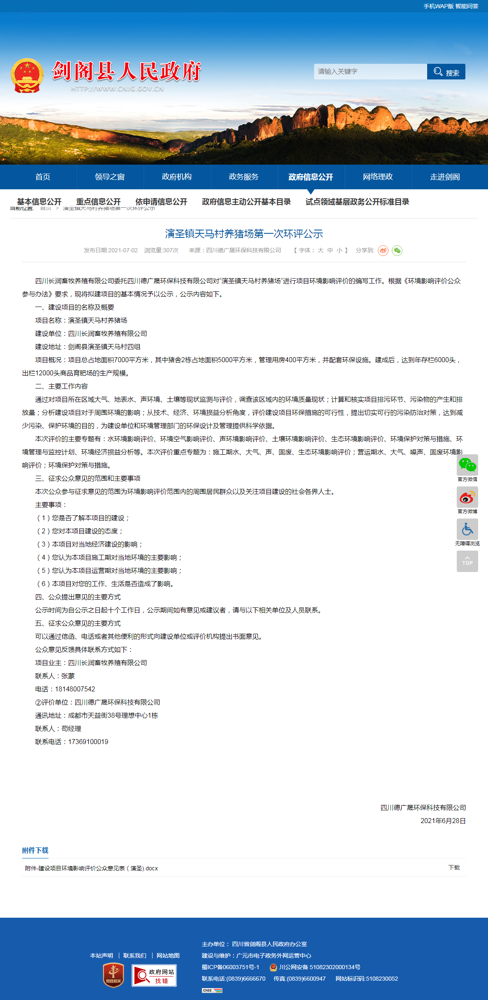 手机WAP版 智能问答
剑阁县人民政府
HTTP://WWW.CNJG.GOV.CN
请输入关键字
搜索
首页 领导之窗 政府机构 政务服务 政府信息公开 网络理政 走进剑阁
基本信息公开 重点信息公开 依申请信息公开 政府信息主动公开基本目录 试点领域基层政务公开标准目录
当前位置: 首页 > 演圣镇天马村养猪场第一次环评公示
演圣镇天马村养猪场第一次环评公示
发布日期:2021-07-02 浏览量:307次 来源：四川德广晟环保科技有限公司 【 字体： 大 中 小 】 分享到:
四川长润畜牧养殖有限公司委托四川德广晟环保科技有限公司对“演圣镇天马村养猪场”进行项目环境影响评价的编写工作。根据《环境影响评价公众
参与办法》要求，现将拟建项目的基本情况予以公示，公示内容如下。
一、建设项目的名称及概要
项目名称：演圣镇天马村养猪场
建设单位：四川长润畜牧养殖有限公司
建设地址：剑阁县演圣镇天马村四组
项目概况：项目总占地面积7000平方米，其中猪舍2栋占地面积5000平方米，管理用房400平方米，并配套环保设施。建成后，达到年存栏6000头，
出栏12000头商品育肥场的生产规模。
二、主要工作内容
通过对项目所在区域大气、地表水、声环境、土壤等现状监测与评价，调查该区域内的环境质量现状；计算和核实项目排污环节、污染物的产生和排
放量；分析建设项目对于周围环境的影响；从技术、经济、环境损益分析角度，评价建设项目环保措施的可行性，提出切实可行的污染防治对策，达到减
少污染、保护环境的目的，为建设单位和环境管理部门的环保设计及管理提供科学依据。
本次评价的主要专题有：水环境影响评价、环境空气影响评价、声环境影响评价、土壤环境影响评价、生态环境影响评价、环境保护对策与措施、环
境管理与监控计划、环境经济损益分析等。本次评价重点专题为：施工期水、大气、声、固废、生态环境影响评价；营运期水、大气、噪声、固废环境影
响评价；环境保护对策与措施。
三、征求公众意见的范围和主要事项
本次公众参与征求意见的范围为环境影响评价范围内的周围居民群众以及关注项目建设的社会各界人士。
主要事项：
（1）您是否了解本项目的建设；
（2）您对本项目建设的态度；
（3）本项目对当地经济建设的影响；
（4）您认为本项目施工期对当地环境的主要影响；
（5）您认为本项目运营期对当地环境的主要影响；
（6）本项目对您的工作、生活是否造成了影响。
四、公众提出意见的主要方式
公示时间为自公示之日起十个工作日，公示期间如有意见或建议者，请与以下相关单位及人员联系。
五、征求公众意见的主要方式
可以通过信函、电话或者其他便利的形式向建设单位或评价机构提出书面意见。
公众意见反馈具体联系方式如下：
项目业主：四川长润畜牧养殖有限公司
联系人：张蒙
电话：18148007542
②评价单位：四川德广晟环保科技有限公司
通讯地址：成都市天益街38号理想中心1栋
联系人：苟经理
联系电话：17369100019
四川德广晟环保科技有限公司
2021年6月28日
官方微信
官方微博
无障碍浏览
TOP
附件下载
附件-建设项目环境影响评价公众意见表（演圣).docx 下载
本站声明 | 联系我们 | 网站地图
党政机关
政府网站
找错
主办单位： 四川省剑阁县人民政府办公室
建设与维护：广元市电子政务外网运营中心
蜀ICP备06003751号-1 川公网安备 51082302000134号
联系电话:(0839)6666670 传真:(0839)6600947 网站标识码:5108230052
CNZZ